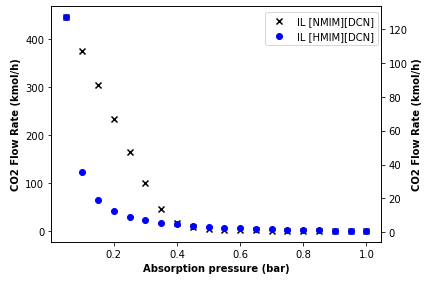 IL [NMIM][DCN]
IL [HMIM][DCN]
400
300
200
100
0
CO2 Flow Rate (kmol/h)
120
100
80
60
40
20
0
CO2 Flow Rate (kmol/h)
0.2 0.4 0.6 0.8 1.0
Absorption pressure (bar)